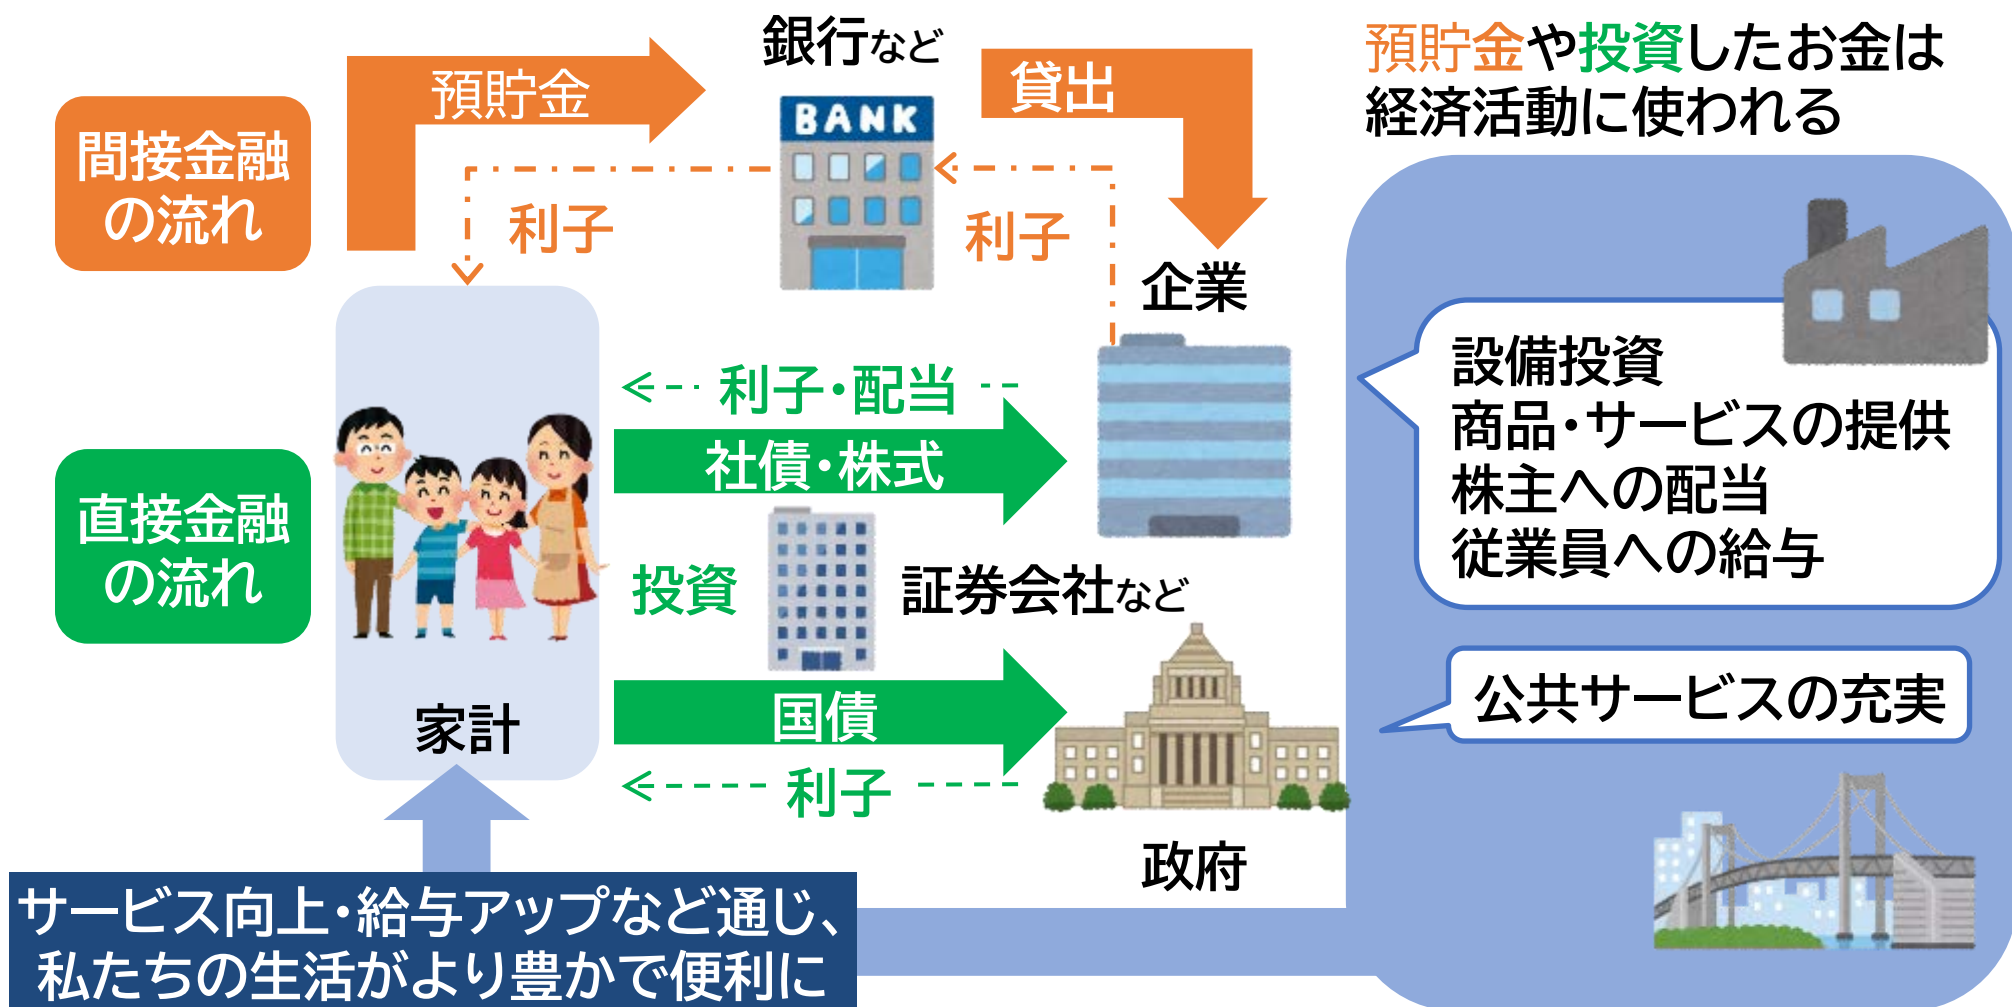 銀行など
預貯金
貸出
BANK
間接金融
の流れ
利子
利子
企業
利子・配当
社債・株式
直接金融
の流れ
投資
証券会社など
家計
国債
利子
政府
預貯金や投資したお金は
経済活動に使われる
設備投資
商品・サービスの提供
株主への配当
従業員への給与
公共サービスの充実
サービス向上・給与アップなど通じ、
私たちの生活がより豊かで便利に